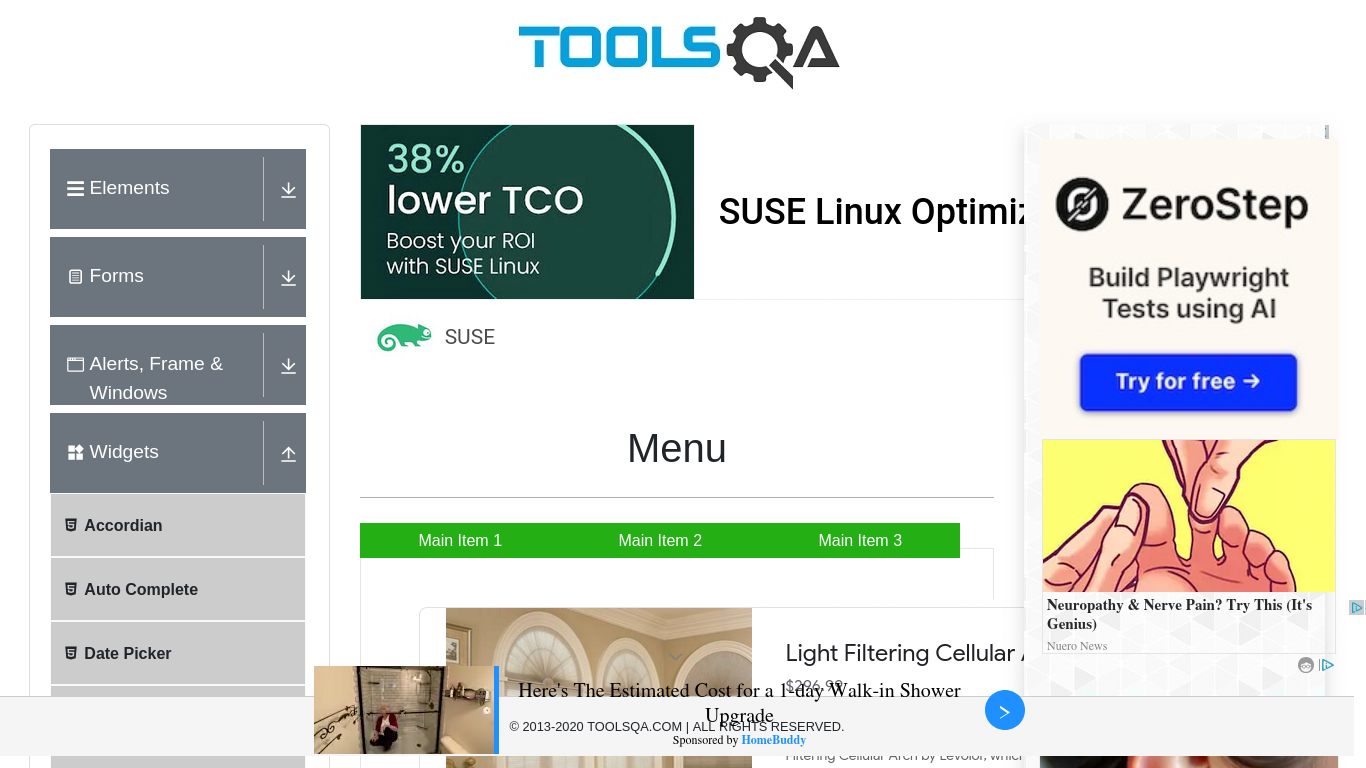 TOOLSQA
Elements
Forms
Alerts, Frame &
Windows
Widgets
Accordian
Auto Complete
Date Picker
38%
lower TCO
Boost your ROI
with SUSE Linux
SUSE Linux Optimiz
SUSE
Menu
Main Item 1
Main Item 2
Main Item 3
Light Filtering Cellular
$296.99
Filtering Cellular Arch by Levolor, which
Here's The Estimated Cost for a 1-day Walk-in Shower
Upgrade
Sponsored by HomeBuddy
© 2013-2020 TOOLSQA.COM | ALL RIGHTS RESERVED.
ZeroStep
Build Playwright
Tests using AI
Try for free →
Neuropathy & Nerve Pain? Try This (It's
Genius)
Nuero News